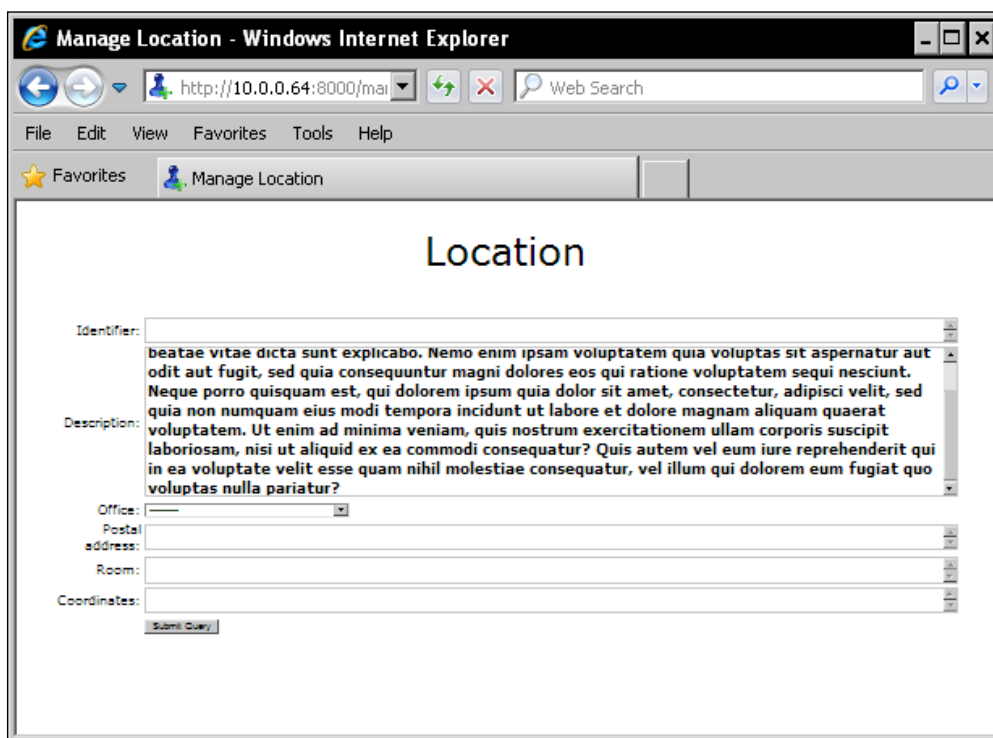 Manage Location - Windows Internet Explorer
http://10.0.0.64:8000/mai
Web Search
File Edit View Favorites Tools Help
Favorites
Manage Location
Location
Identifier:
Description:
beatae vitae dicta sunt explicabo. Nemo enim ipsam voluptatem quia voluptas sit aspernatur aut
odit aut fugit, sed quia consequuntur magni dolores eos qui ratione voluptatem sequi nesciunt.
Neque porro quisquam est, qui dolorem ipsum quia dolor sit amet, consectetur, adipisci velit, sed
quia non numquam eius modi tempora incidunt ut labore et dolore magnam aliquam quaerat
voluptatem. Ut enim ad minima veniam, quis nostrum exercitationem ullam corporis suscipit
laboriosam, nisi ut aliquid ex ea commodi consequatur? Quis autem vel eum iure reprehenderit qui
in ea voluptate velit esse quam nihil molestiae consequatur, vel illum qui dolorem eum fugiat quo
voluptas nulla pariatur?
Office: -------
Postal
address:
Room:
Coordinates:
Submit Query